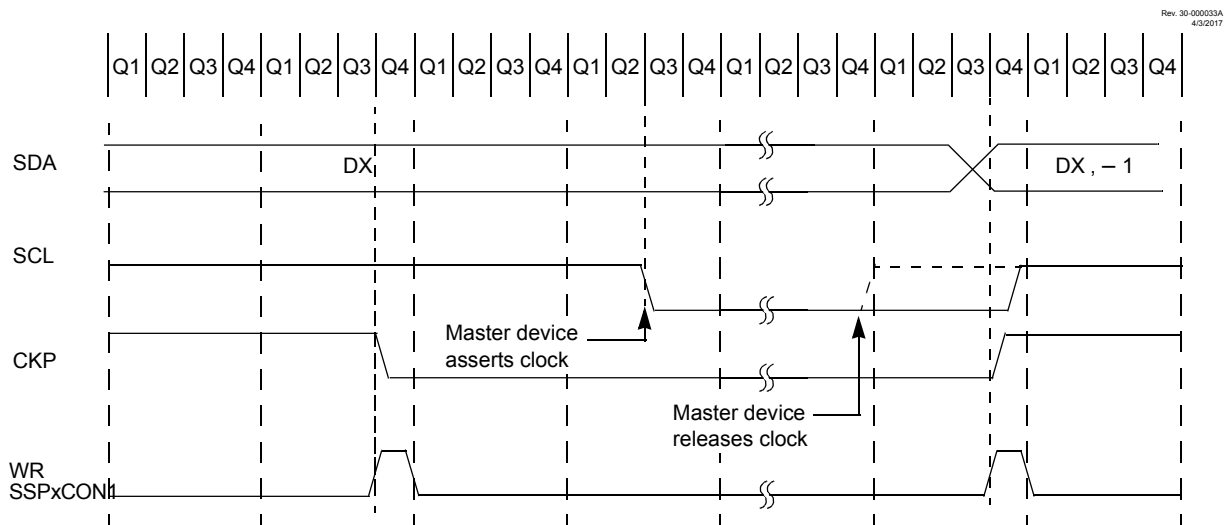 Rev. 30-000033A
4/3/2017
Q1 Q2 Q3 Q4 Q1 Q2 Q3 Q4 Q1 Q2 Q3 Q4 Q1 Q2 Q3 Q4 Q1 Q2 Q3 Q4 Q1 Q2 Q3 Q4 Q1 Q2 Q3 Q4
SDA
DX
DX , – 1
SCL
Master device
asserts clock
CKP
Master device
releases clock
WR
SSPxCON1